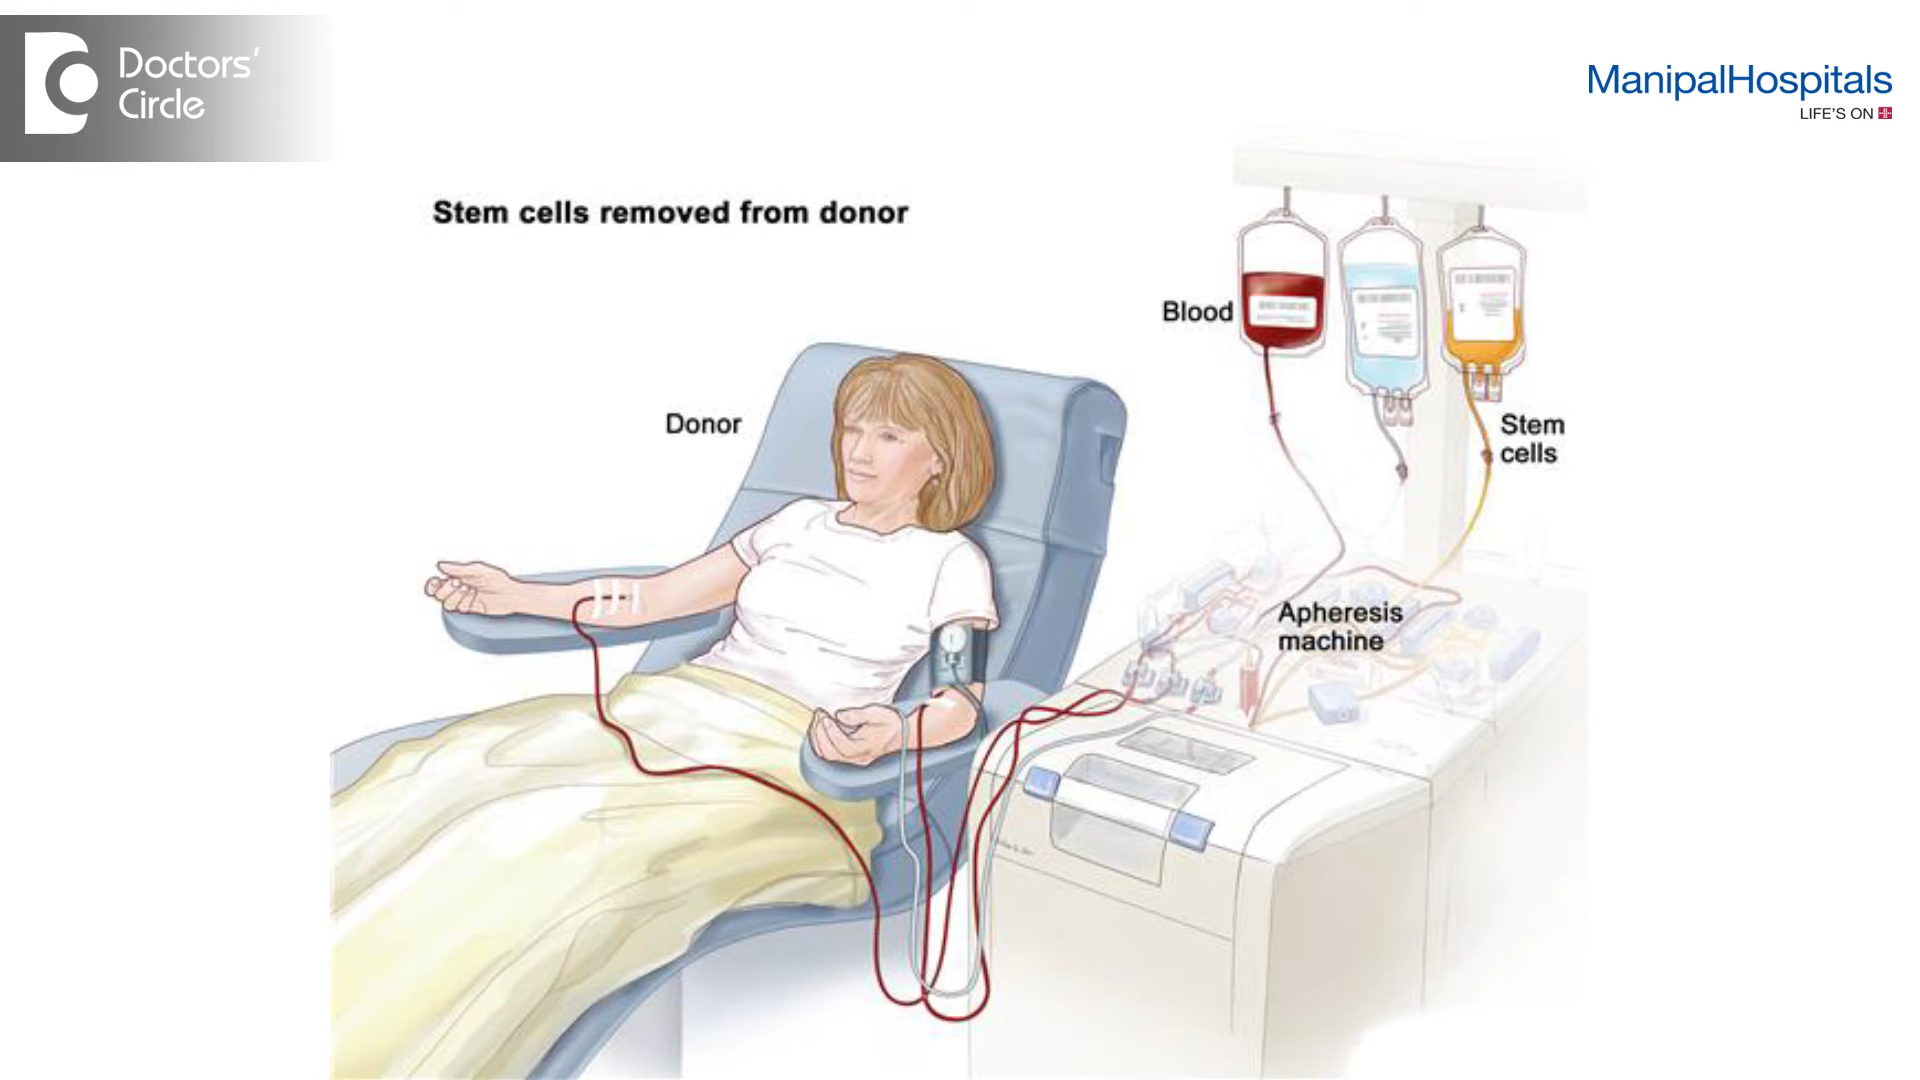 Doctors'
Circle
ManipalHospitals
LIFE'S ON
Stem cells removed from donor
Blood
Donor
Stem
cells
Apheresis
machine